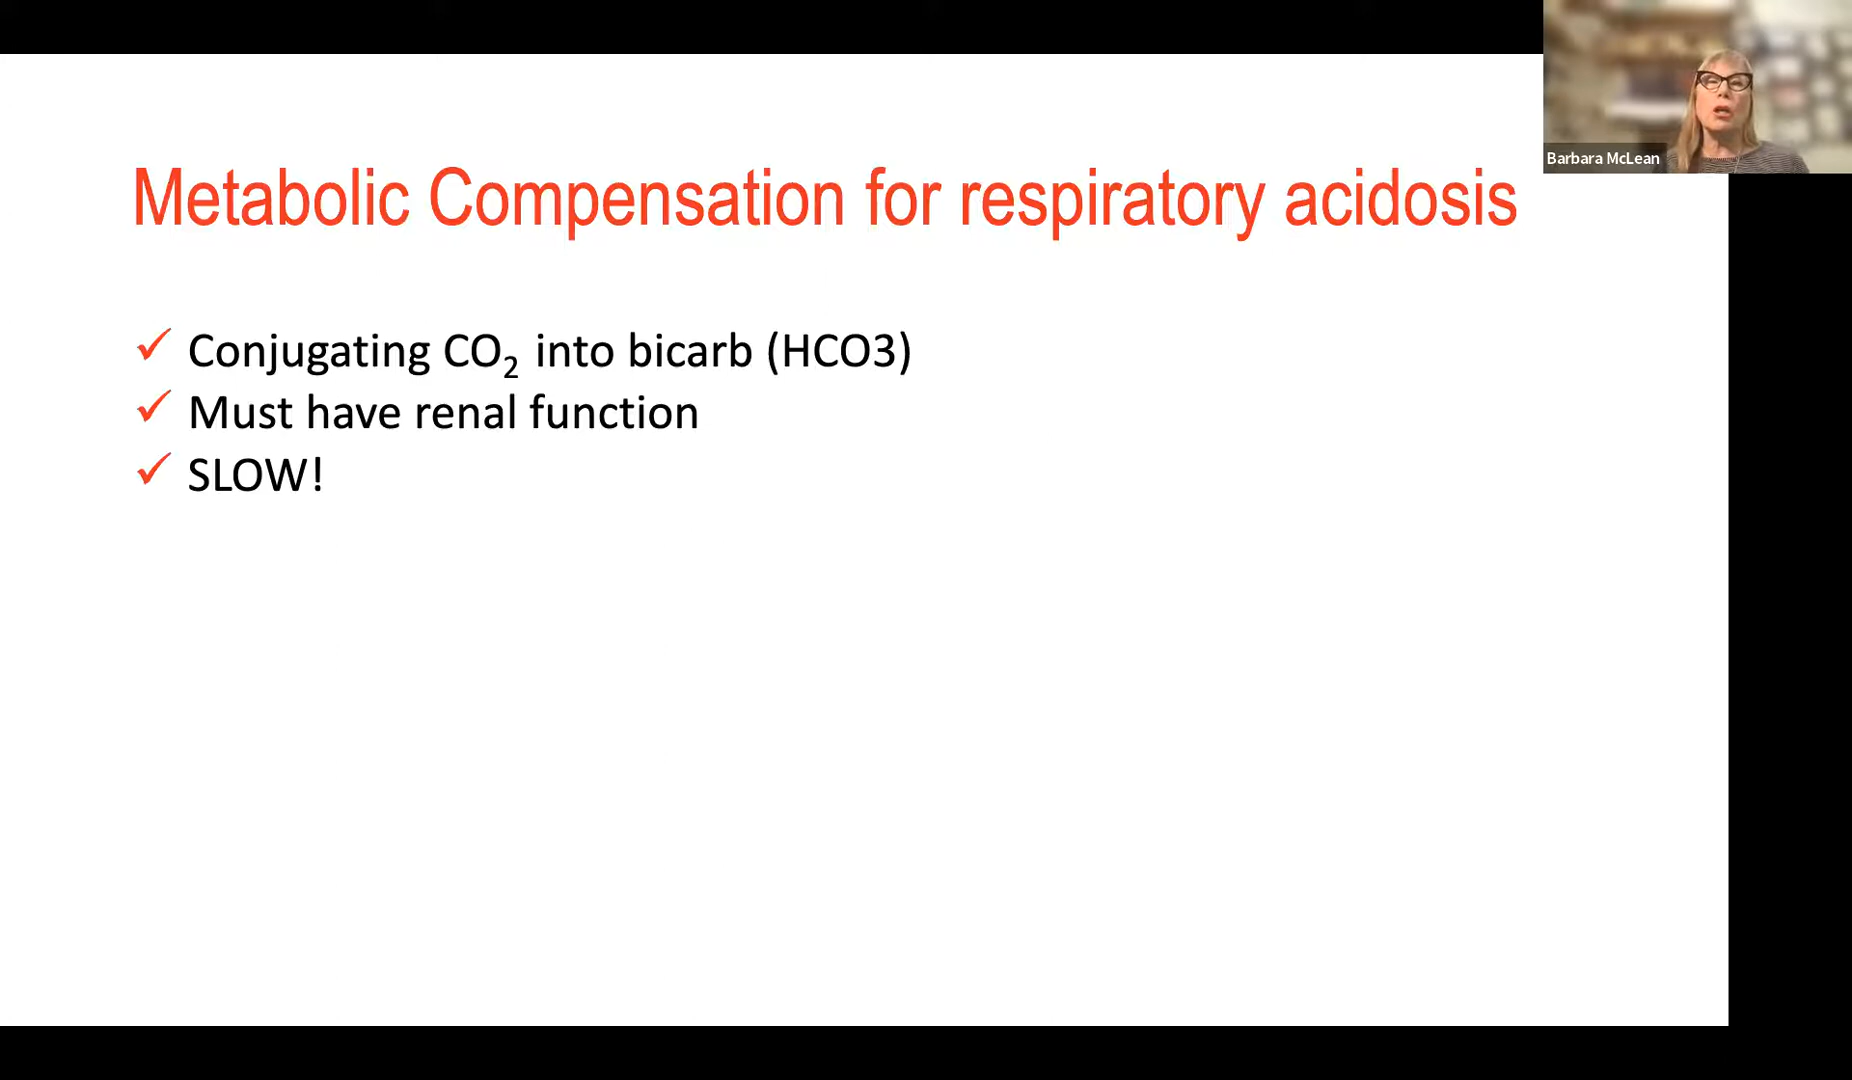 Barbara McLean
Metabolic Compensation for respiratory acidosis
✓ Conjugating CO₂ into bicarb (HCO3)
✓ Must have renal function
✓ SLOW!